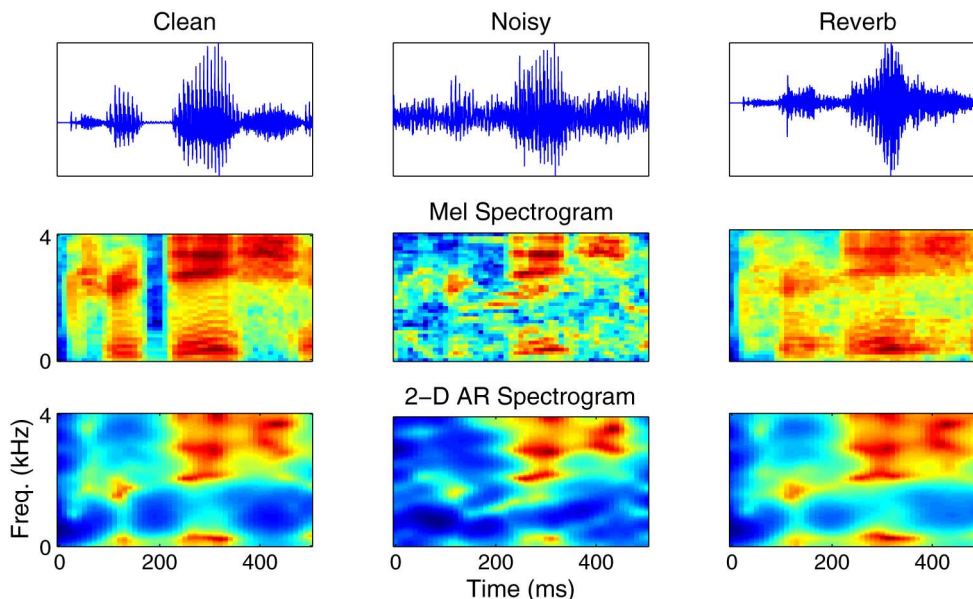 Clean
Noisy
Reverb
Mel Spectrogram
4
0
2−D AR Spectrogram
4
Freq. (kHz)
0
0 200 400
0 200 400
0 200 400
Time (ms)